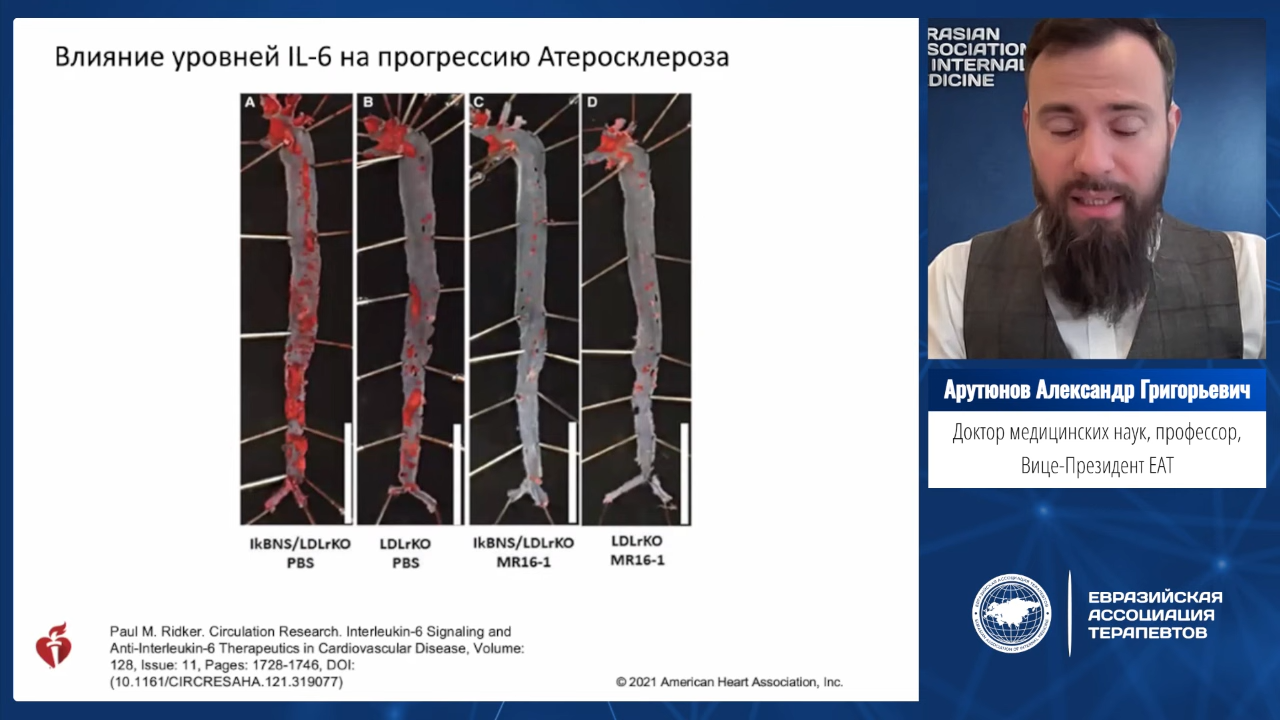 Влияние уровней IL-6 на прогрессию Атеросклероза
A
B
C
D
IkBNS/LDLrKO
PBS
LDLrKO
PBS
IkBNS/LDLrKO
MR16-1
LDLrKO
MR16-1
Paul M. Ridker. Circulation Research. Interleukin-6 Signaling and
Anti-Interleukin-6 Therapeutics in Cardiovascular Disease, Volume:
128, Issue: 11, Pages: 1728-1746, DOI:
(10.1161/CIRCRESAHA.121.319077)
© 2021 American Heart Association, Inc.
RASIAN
SOCIATION
INTERNAL
DICINE
Арутюнов Александр Григорьевич
Доктор медицинских наук, профессор,
Вице-Президент ЕАТ
ЕВРАЗИЙСКАЯ
АССОЦИАЦИЯ
ТЕРАПЕВТОВ